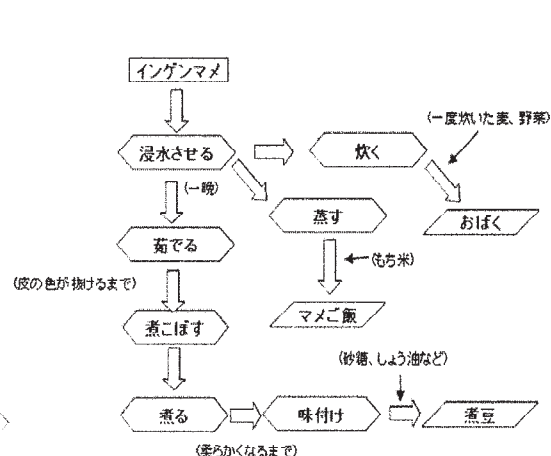 インゲンマメ
(一度炊いた麦、野菜)
浸水させる
炊く
(一晩)
蒸す
おばく
茹でる
(もち米)
(皮の色が抜けるまで)
マメご飯
煮こぼす
(砂糖、しょう油など)
煮る
味付け
煮豆
(柔らかくなるまで)